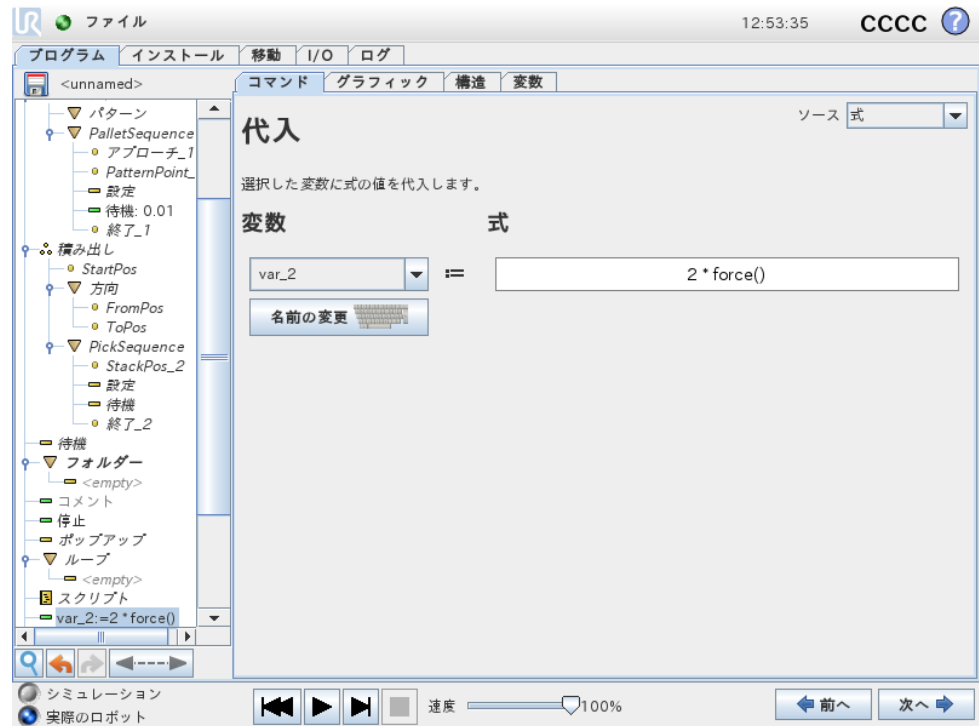 UR ファイル 12:53:35 CCCC ?
プログラム インストール 移動 I/O ログ
<unnamed>
コマンド グラフィック 構造 変数
パターン
PalletSequence
アプローチ_1
PatternPoint_
設定
待機: 0.01
終了_1
積み出し
StartPos
方向
FromPos
ToPos
PickSequence
StackPos_2
設定
待機
終了_2
待機
フォルダー
<empty>
コメント
停止
ポップアップ
ループ
<empty>
スクリプト
var_2:=2 * force()
代入
ソース 式
選択した変数に式の値を代入します。
変数 式
var_2 := 2 * force()
名前の変更
シミュレーション
実際のロボット
速度 100%
前へ 次へ